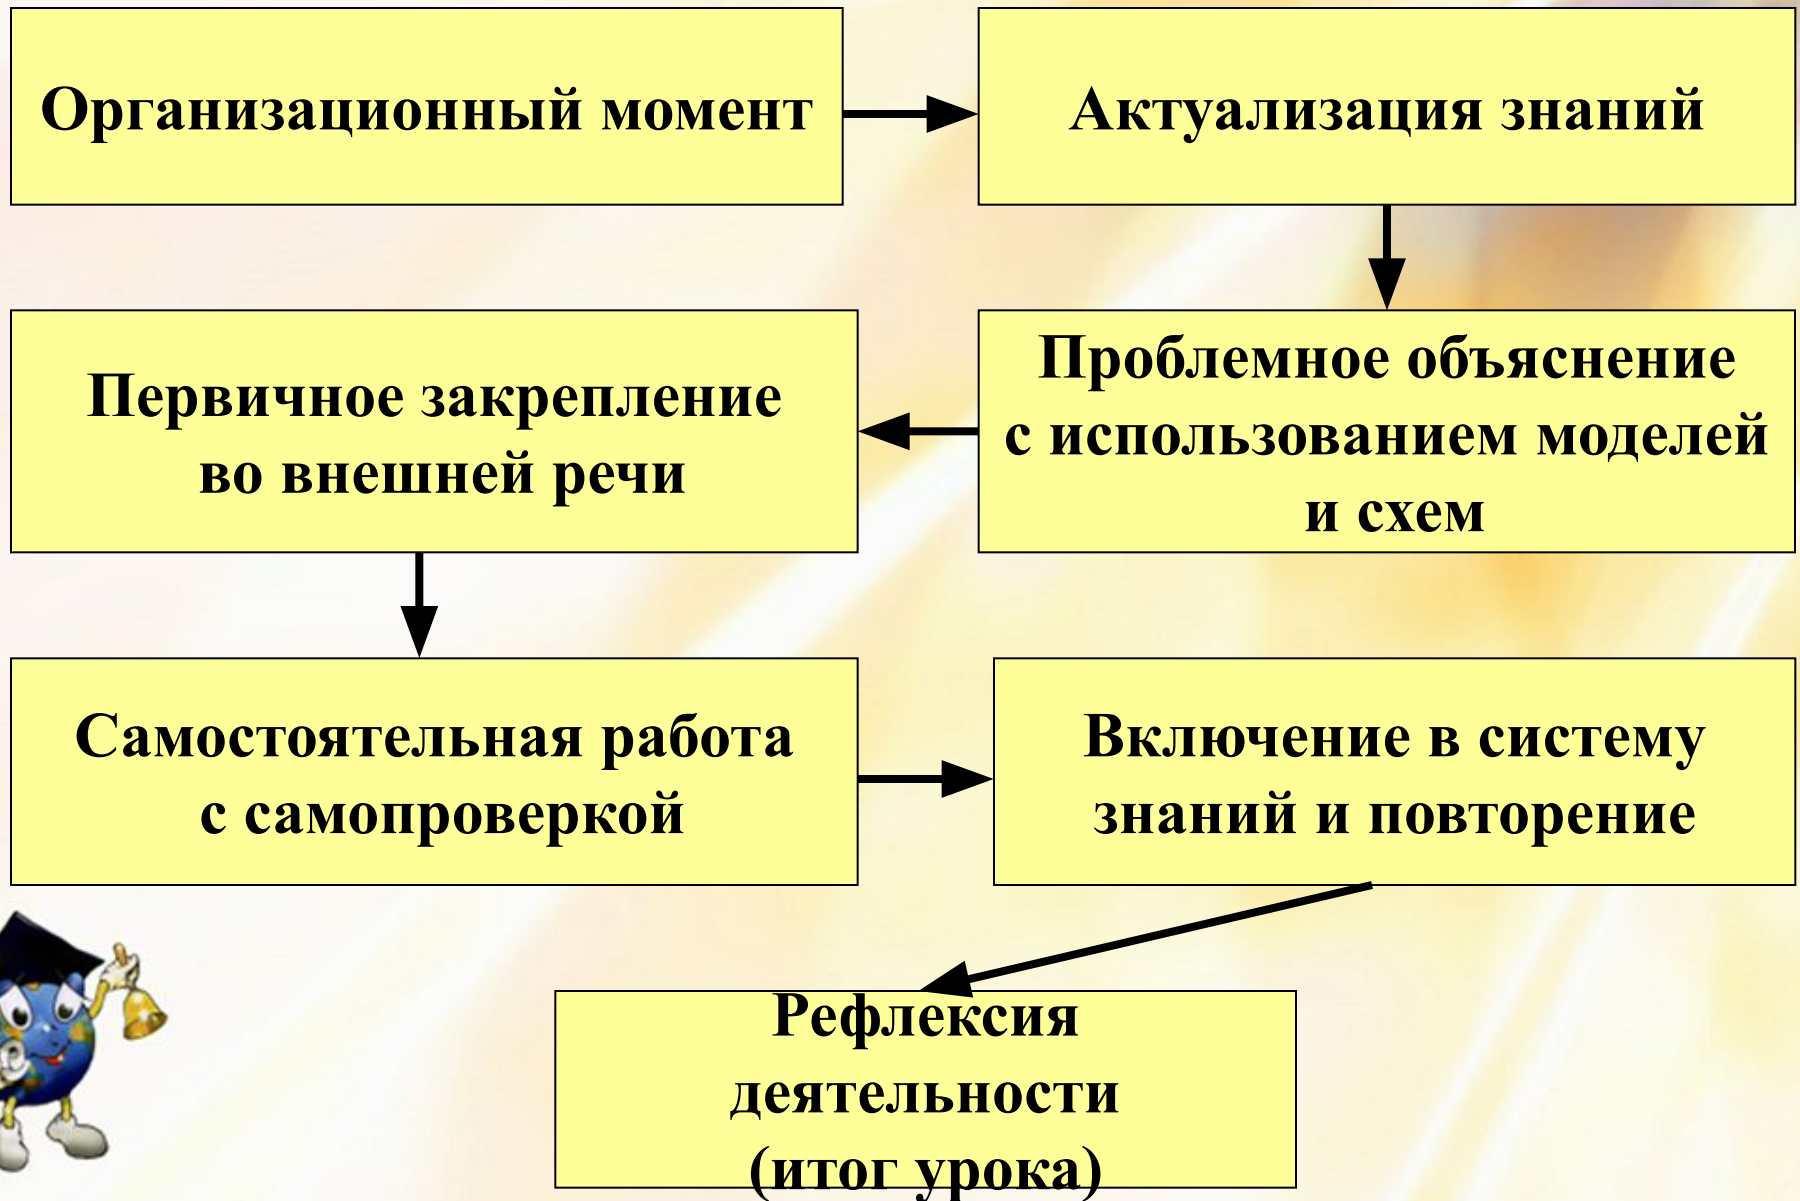 Организационный момент
Актуализация знаний
Проблемное объяснение
с использованием моделей
и схем
Первичное закрепление
во внешней речи
Самостоятельная работа
с самопроверкой
Включение в систему
знаний и повторение
Рефлексия
деятельности
(итог урока)